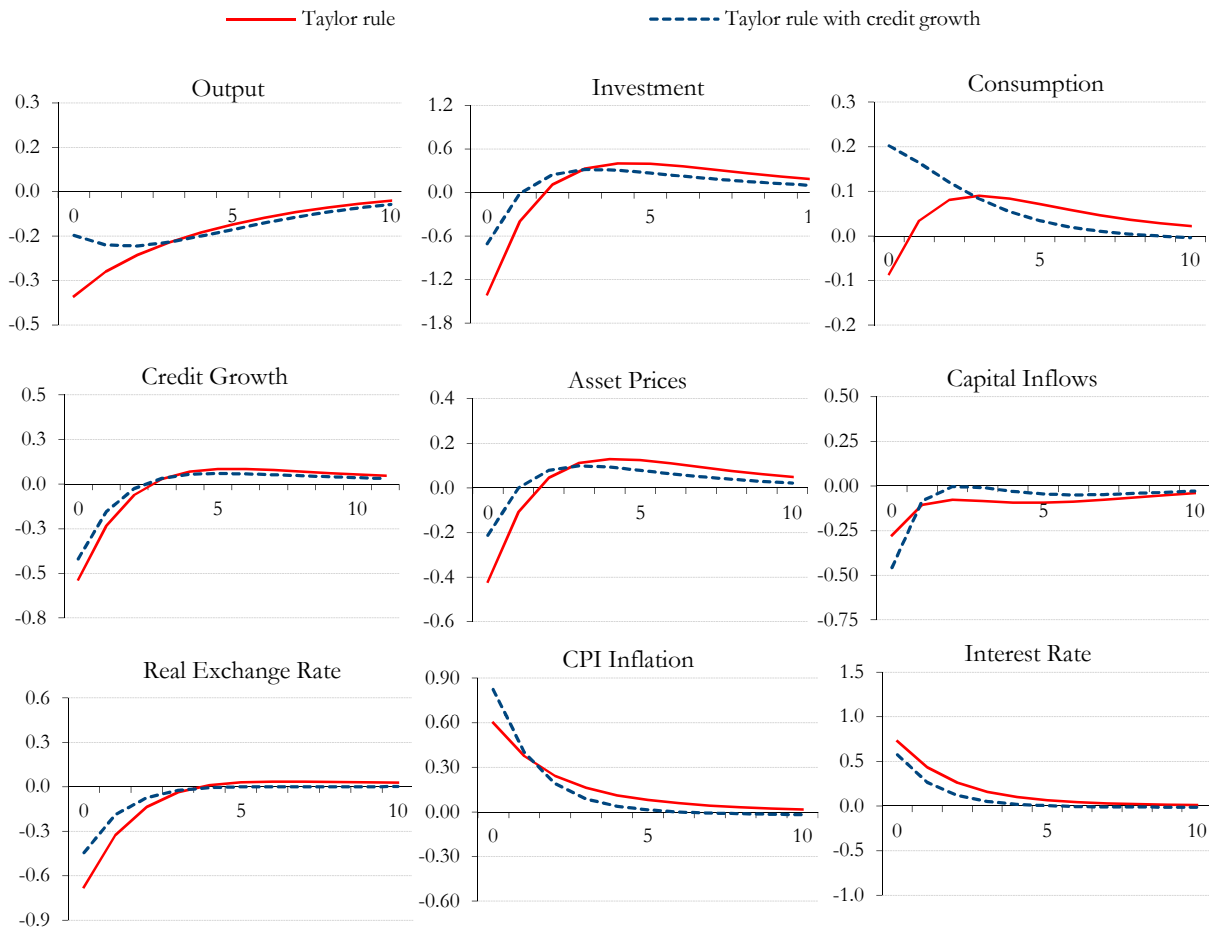 Taylor rule
Taylor rule with credit growth
Output
0.3
0.2
0.0
-0.2
-0.3
-0.5
0 5 10
Investment
1.2
0.6
0.0
-0.6
-1.2
-1.8
0 5 1
Consumption
0.3
0.2
0.1
0.0
-0.1
-0.2
0 5 10
Credit Growth
0.5
0.3
0.0
-0.3
-0.5
-0.8
0 5 10
Asset Prices
0.4
0.2
0.0
-0.2
-0.4
-0.6
0 5 10
Capital Inflows
0.50
0.25
0.00
-0.25
-0.50
-0.75
0 5 10
Real Exchange Rate
0.6
0.3
0.0
-0.3
-0.6
-0.9
0 5 10
CPI Inflation
0.90
0.60
0.30
0.00
-0.30
-0.60
0 5 10
Interest Rate
1.5
1.0
0.5
0.0
-0.5
-1.0
0 5 10